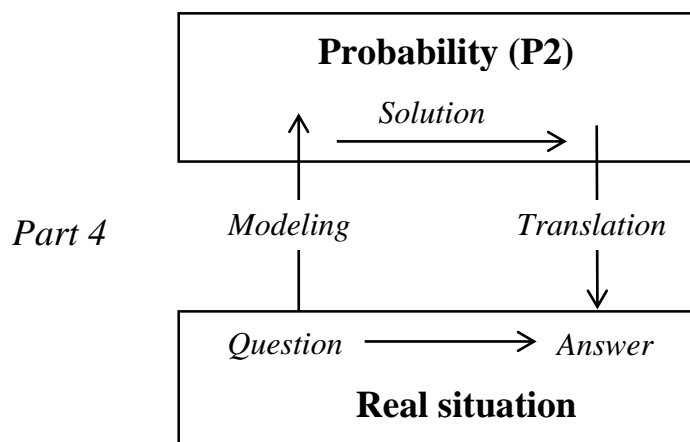 Probability (P2)
Solution
Part 4
Modeling
Translation
Question
Answer
Real situation